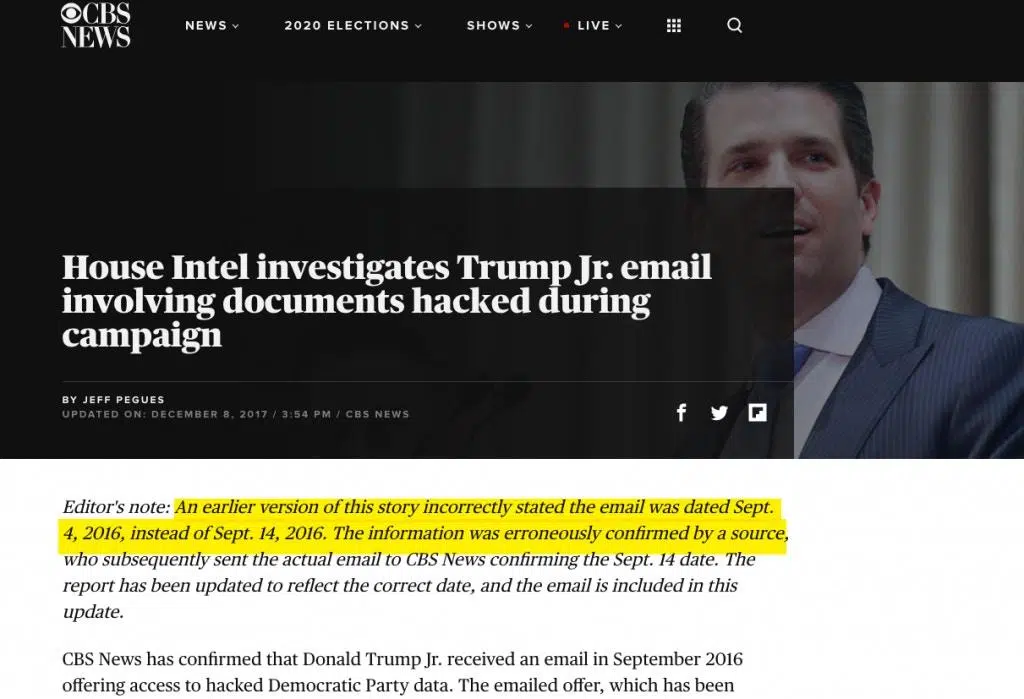 CBS NEWS
NEWS
2020 ELECTIONS
SHOWS
LIVE
House Intel investigates Trump Jr. email
involving documents hacked during
campaign
BY JEFF PEGUES
UPDATED ON: DECEMBER 8, 2017 / 3:54 PM / CBS NEWS
Editor's note: An earlier version of this story incorrectly stated the email was dated Sept.
4, 2016, instead of Sept. 14, 2016. The information was erroneously confirmed by a source,
who subsequently sent the actual email to CBS News confirming the Sept. 14 date. The
report has been updated to reflect the correct date, and the email is included in this
update.
CBS News has confirmed that Donald Trump Jr. received an email in September 2016
offering access to hacked Democratic Party data. The emailed offer, which has been